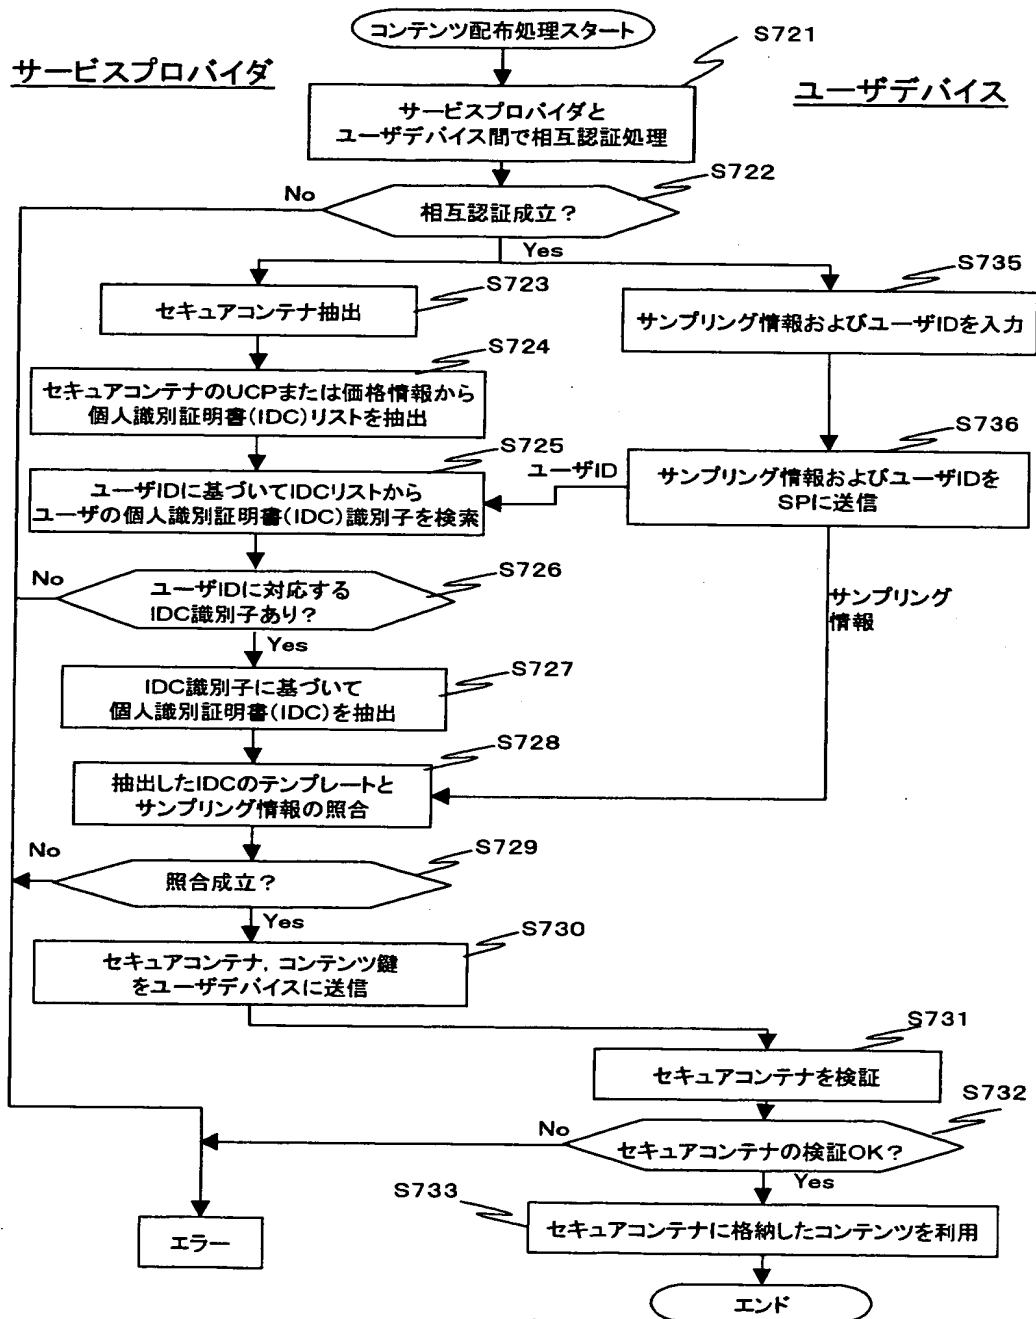 コンテンツ配布処理スタート
S721
サービスプロバイダ
ユーザデバイス
サービスプロバイダと
ユーザデバイス間で相互認証処理
S722
No
相互認証成立？
Yes
S723
セキュアコンテナ抽出
S735
サンプリング情報およびユーザIDを入力
S724
セキュアコンテナのUCPまたは価格情報から
個人識別証明書(IDC)リストを抽出
S736
サンプリング情報およびユーザIDを
SPに送信
S725
ユーザID
ユーザIDに基づいてIDCリストから
ユーザの個人識別証明書(IDC)識別子を検索
S726
No
ユーザIDに対応する
IDC識別子あり？
Yes
サンプリング
情報
S727
IDC識別子に基づいて
個人識別証明書(IDC)を抽出
S728
抽出したIDCのテンプレートと
サンプリング情報の照合
S729
No
照合成立？
Yes
S730
セキュアコンテナ，コンテンツ鍵
をユーザデバイスに送信
S731
セキュアコンテナを検証
S732
No
セキュアコンテナの検証OK？
Yes
S733
セキュアコンテナに格納したコンテンツを利用
エラー
エンド